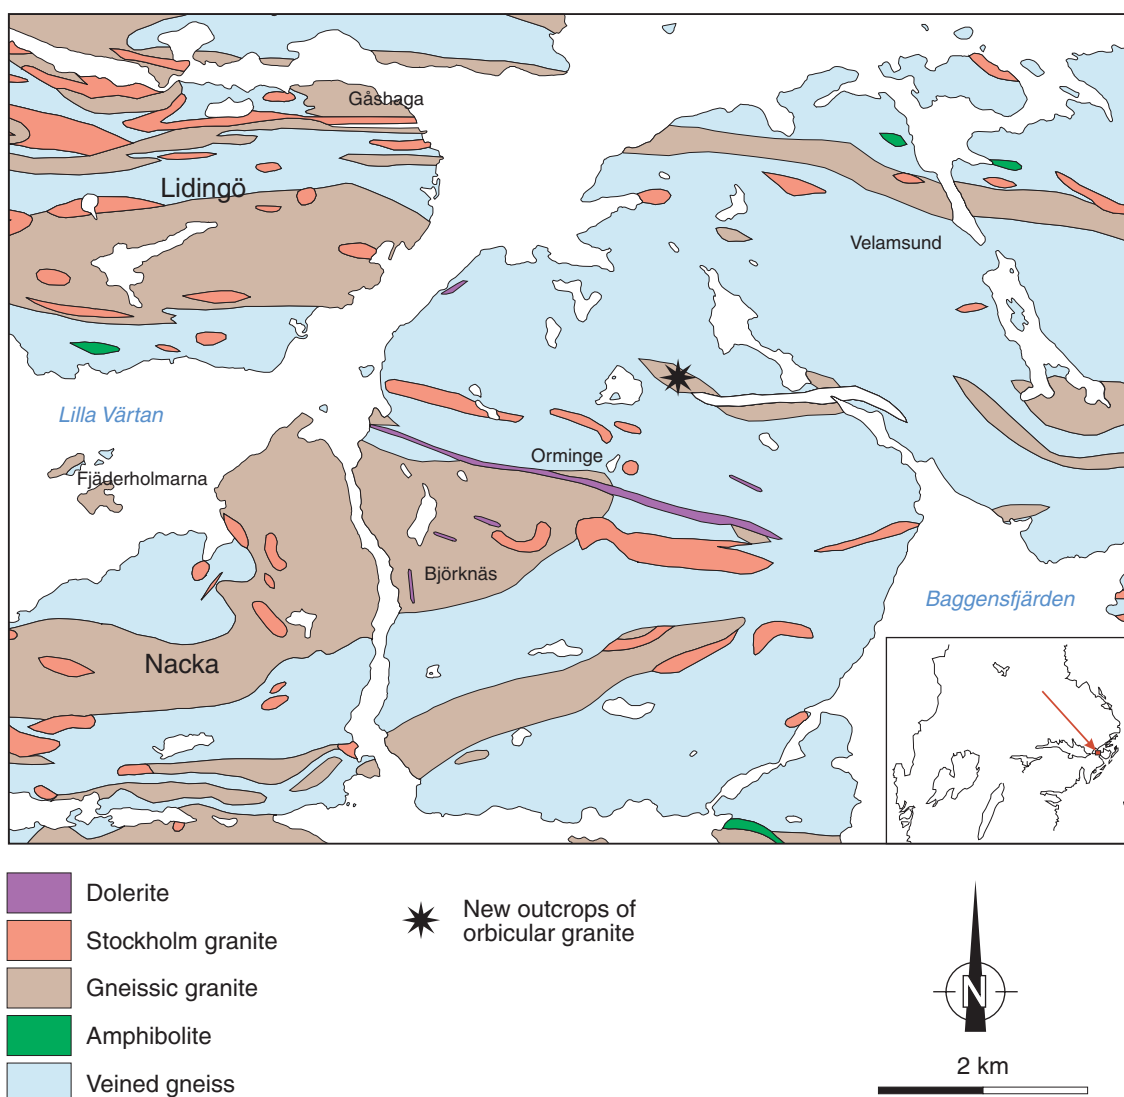 Gåshaga
Lidingö
Velamsund
Lilla Värtan
Orminge
Fjäderholmarna
Björknäs
Baggensfjärden
Nacka
Dolerite
Stockholm granite
Gneissic granite
Amphibolite
Veined gneiss
New outcrops of
orbicular granite
N
2 km